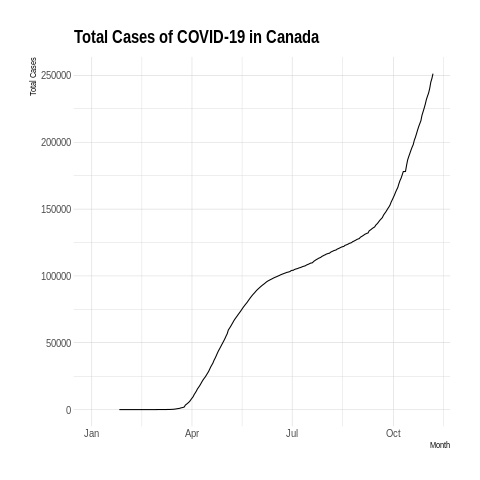 Total Cases of COVID-19 in Canada
Total Cases
250000
200000
150000
100000
50000
0
Jan Apr Jul Oct
Month